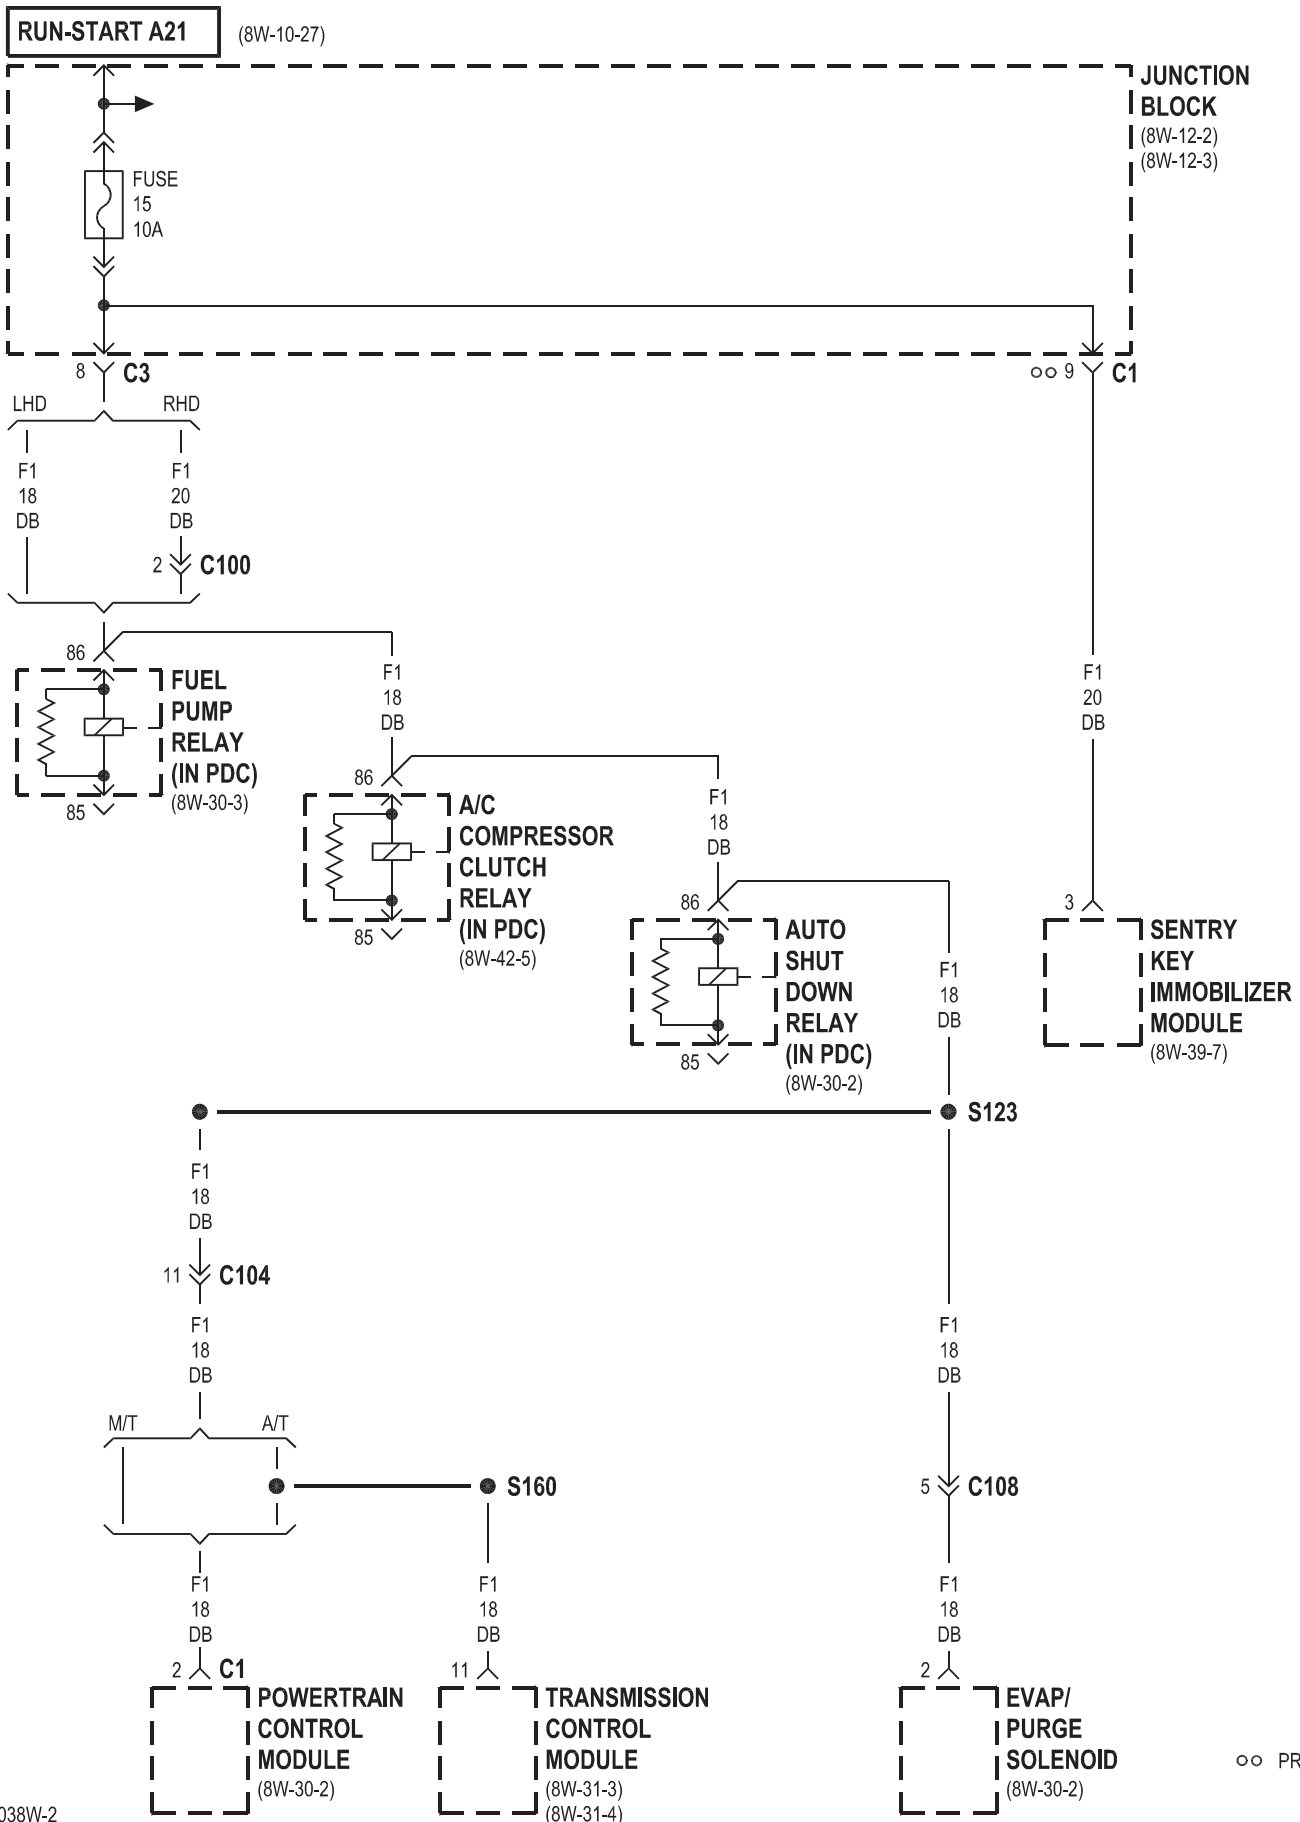 RUN-START A21
(8W-10-27)
JUNCTION
BLOCK
(8W-12-2)
(8W-12-3)
FUSE
15
10A
8
C3
9
C1
LHD
RHD
F1
18
DB
F1
20
DB
2
C100
86
FUEL
PUMP
RELAY
(IN PDC)
(8W-30-3)
85
F1
18
DB
86
A/C
COMPRESSOR
CLUTCH
RELAY
(IN PDC)
(8W-42-5)
85
F1
18
DB
86
AUTO
SHUT
DOWN
RELAY
(IN PDC)
(8W-30-2)
85
F1
18
DB
F1
20
DB
3
SENTRY
KEY
IMMOBILIZER
MODULE
(8W-39-7)
S123
F1
18
DB
11
C104
F1
18
DB
M/T
A/T
S160
F1
18
DB
5
C108
F1
18
DB
2
C1
POWERTRAIN
CONTROL
MODULE
(8W-30-2)
F1
18
DB
11
TRANSMISSION
CONTROL
MODULE
(8W-31-3)
(8W-31-4)
F1
18
DB
2
EVAP/
PURGE
SOLENOID
(8W-30-2)
PR
038W-2